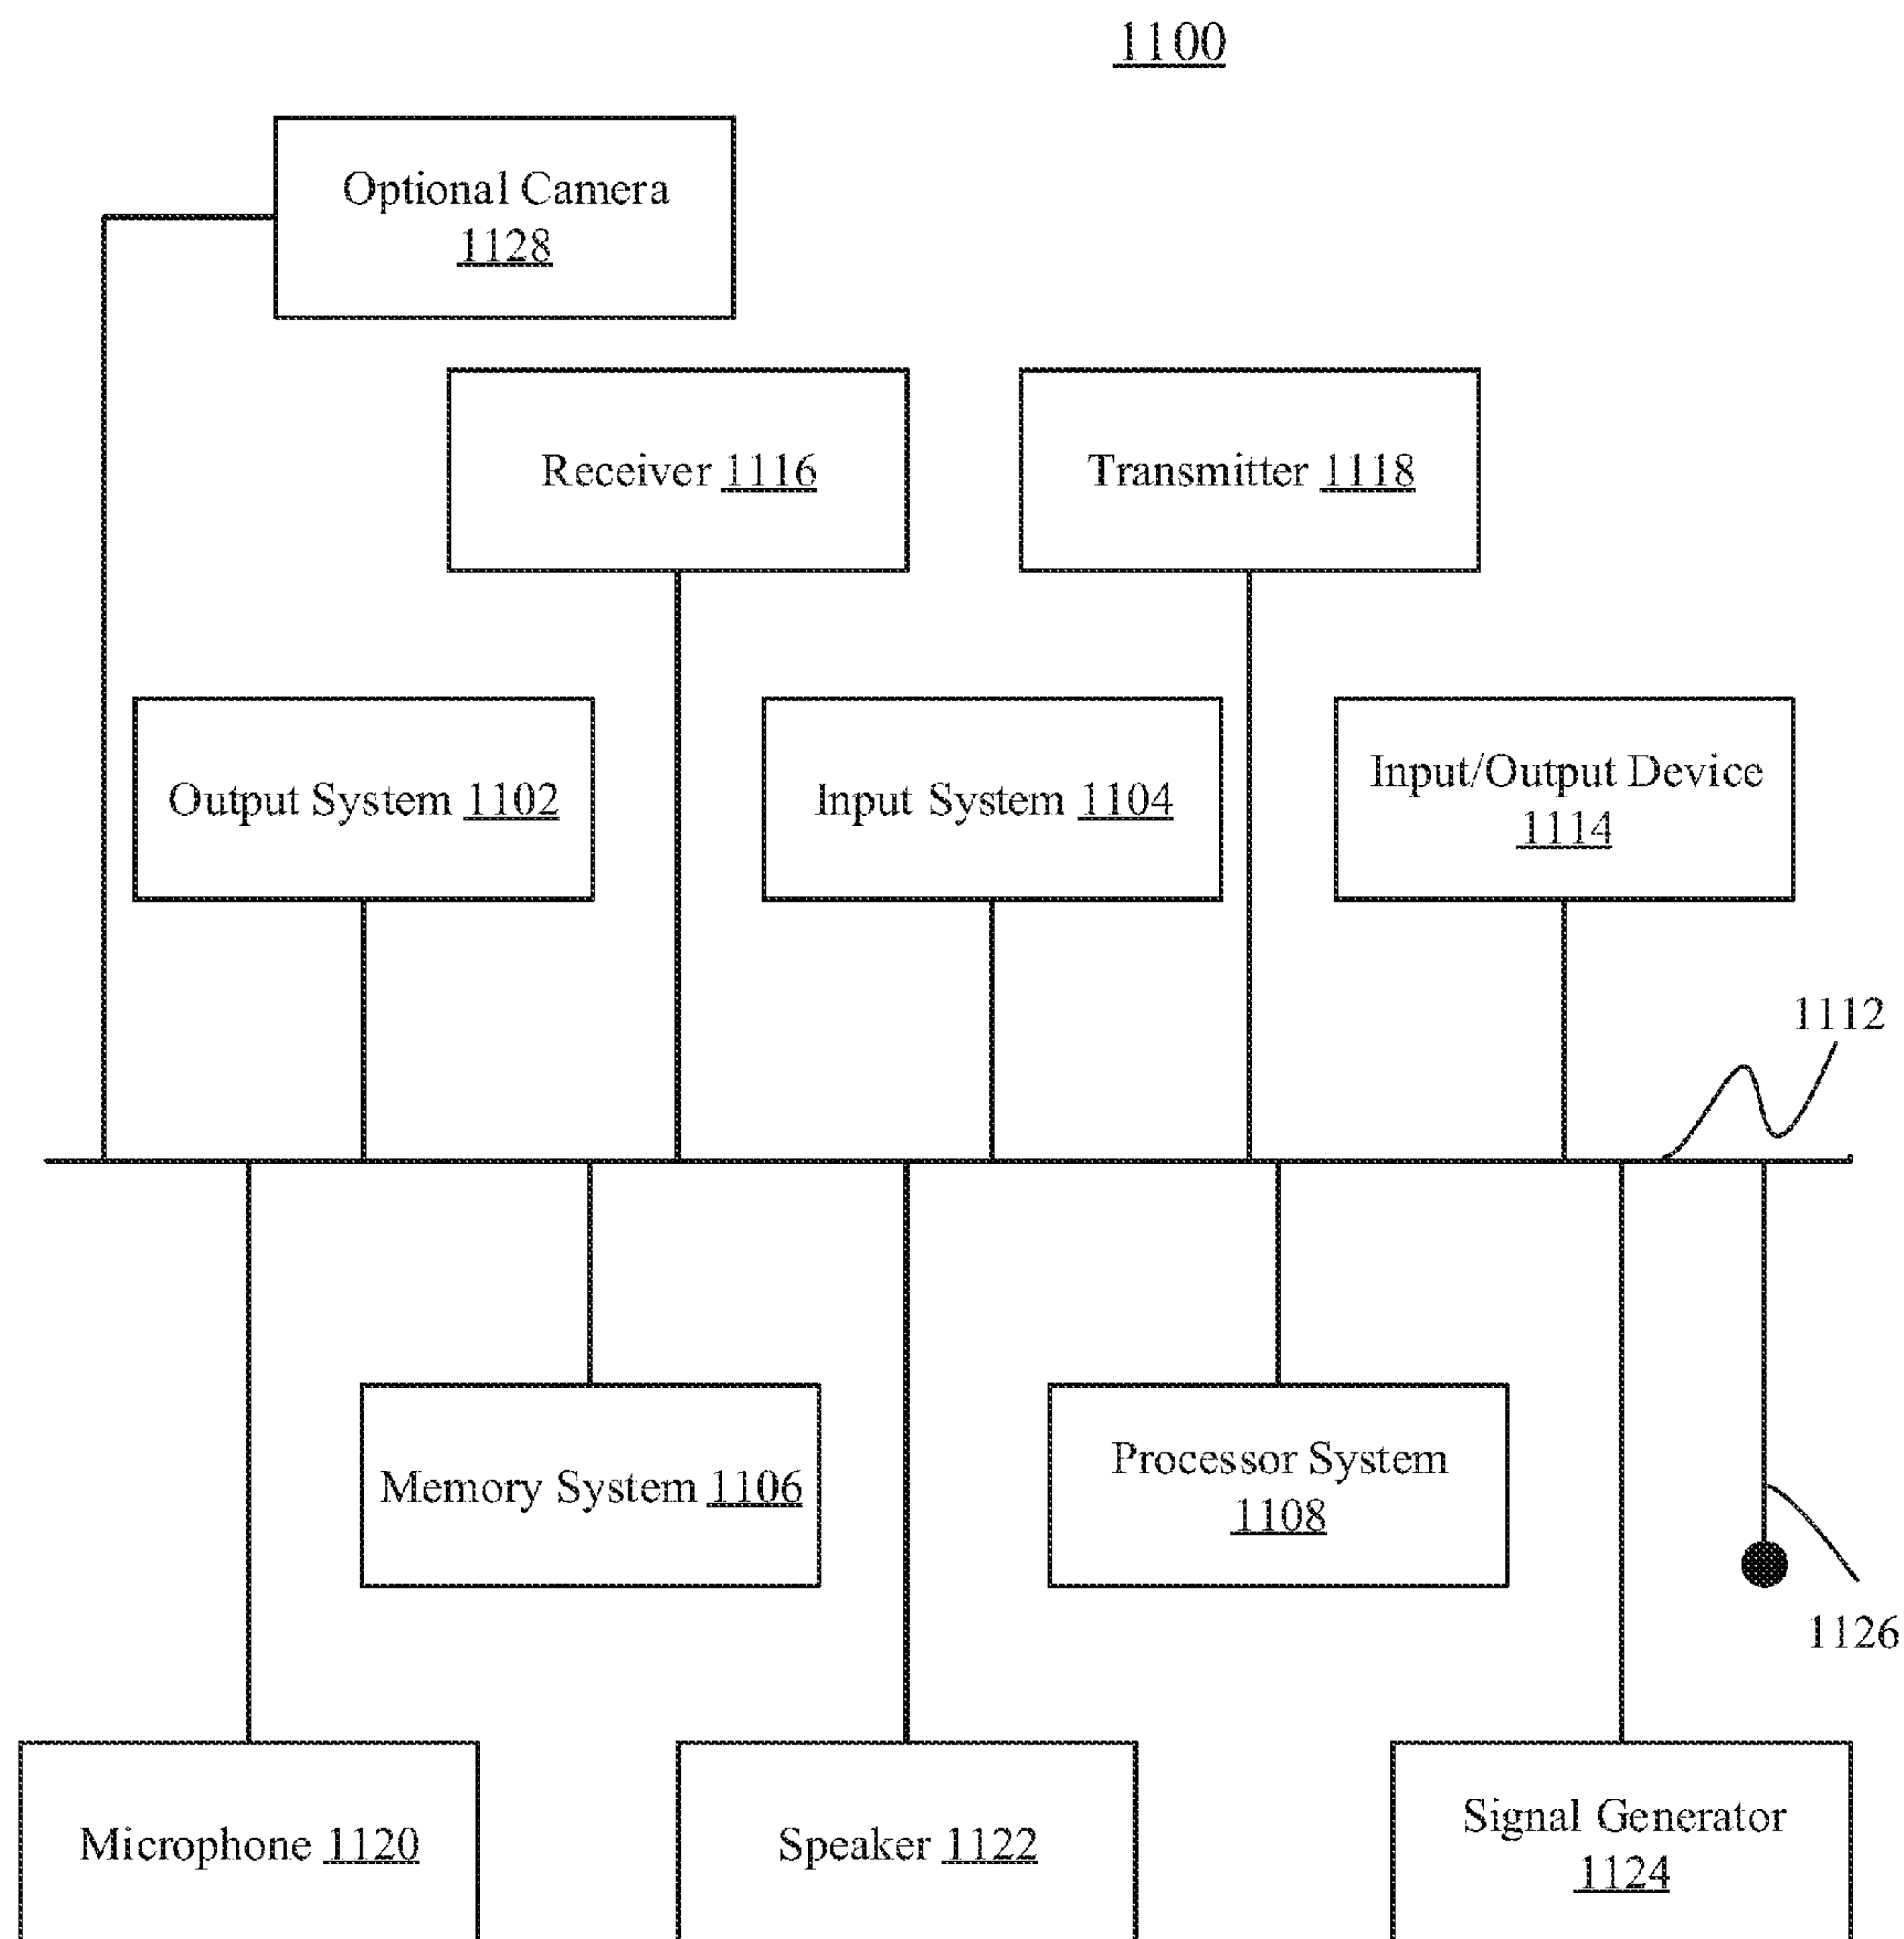 1100
Optional Camera
1128
Receiver 1116
Transmitter 1118
Output System 1102
Input System 1104
Input/Output Device
1114
1112
Memory System 1106
Processor System
1108
1126
Microphone 1120
Speaker 1122
Signal Generator
1124